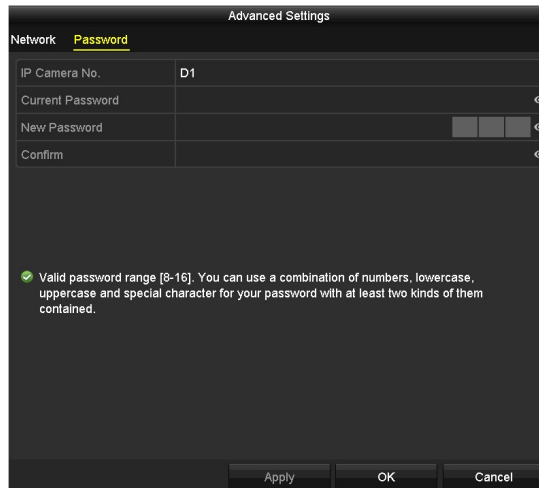 Advanced Settings
Network Password
IP Camera No. D1
Current Password
New Password
Confirm
Valid password range [8-16]. You can use a combination of numbers, lowercase,
uppercase and special character for your password with at least two kinds of them
contained.
Apply OK Cancel